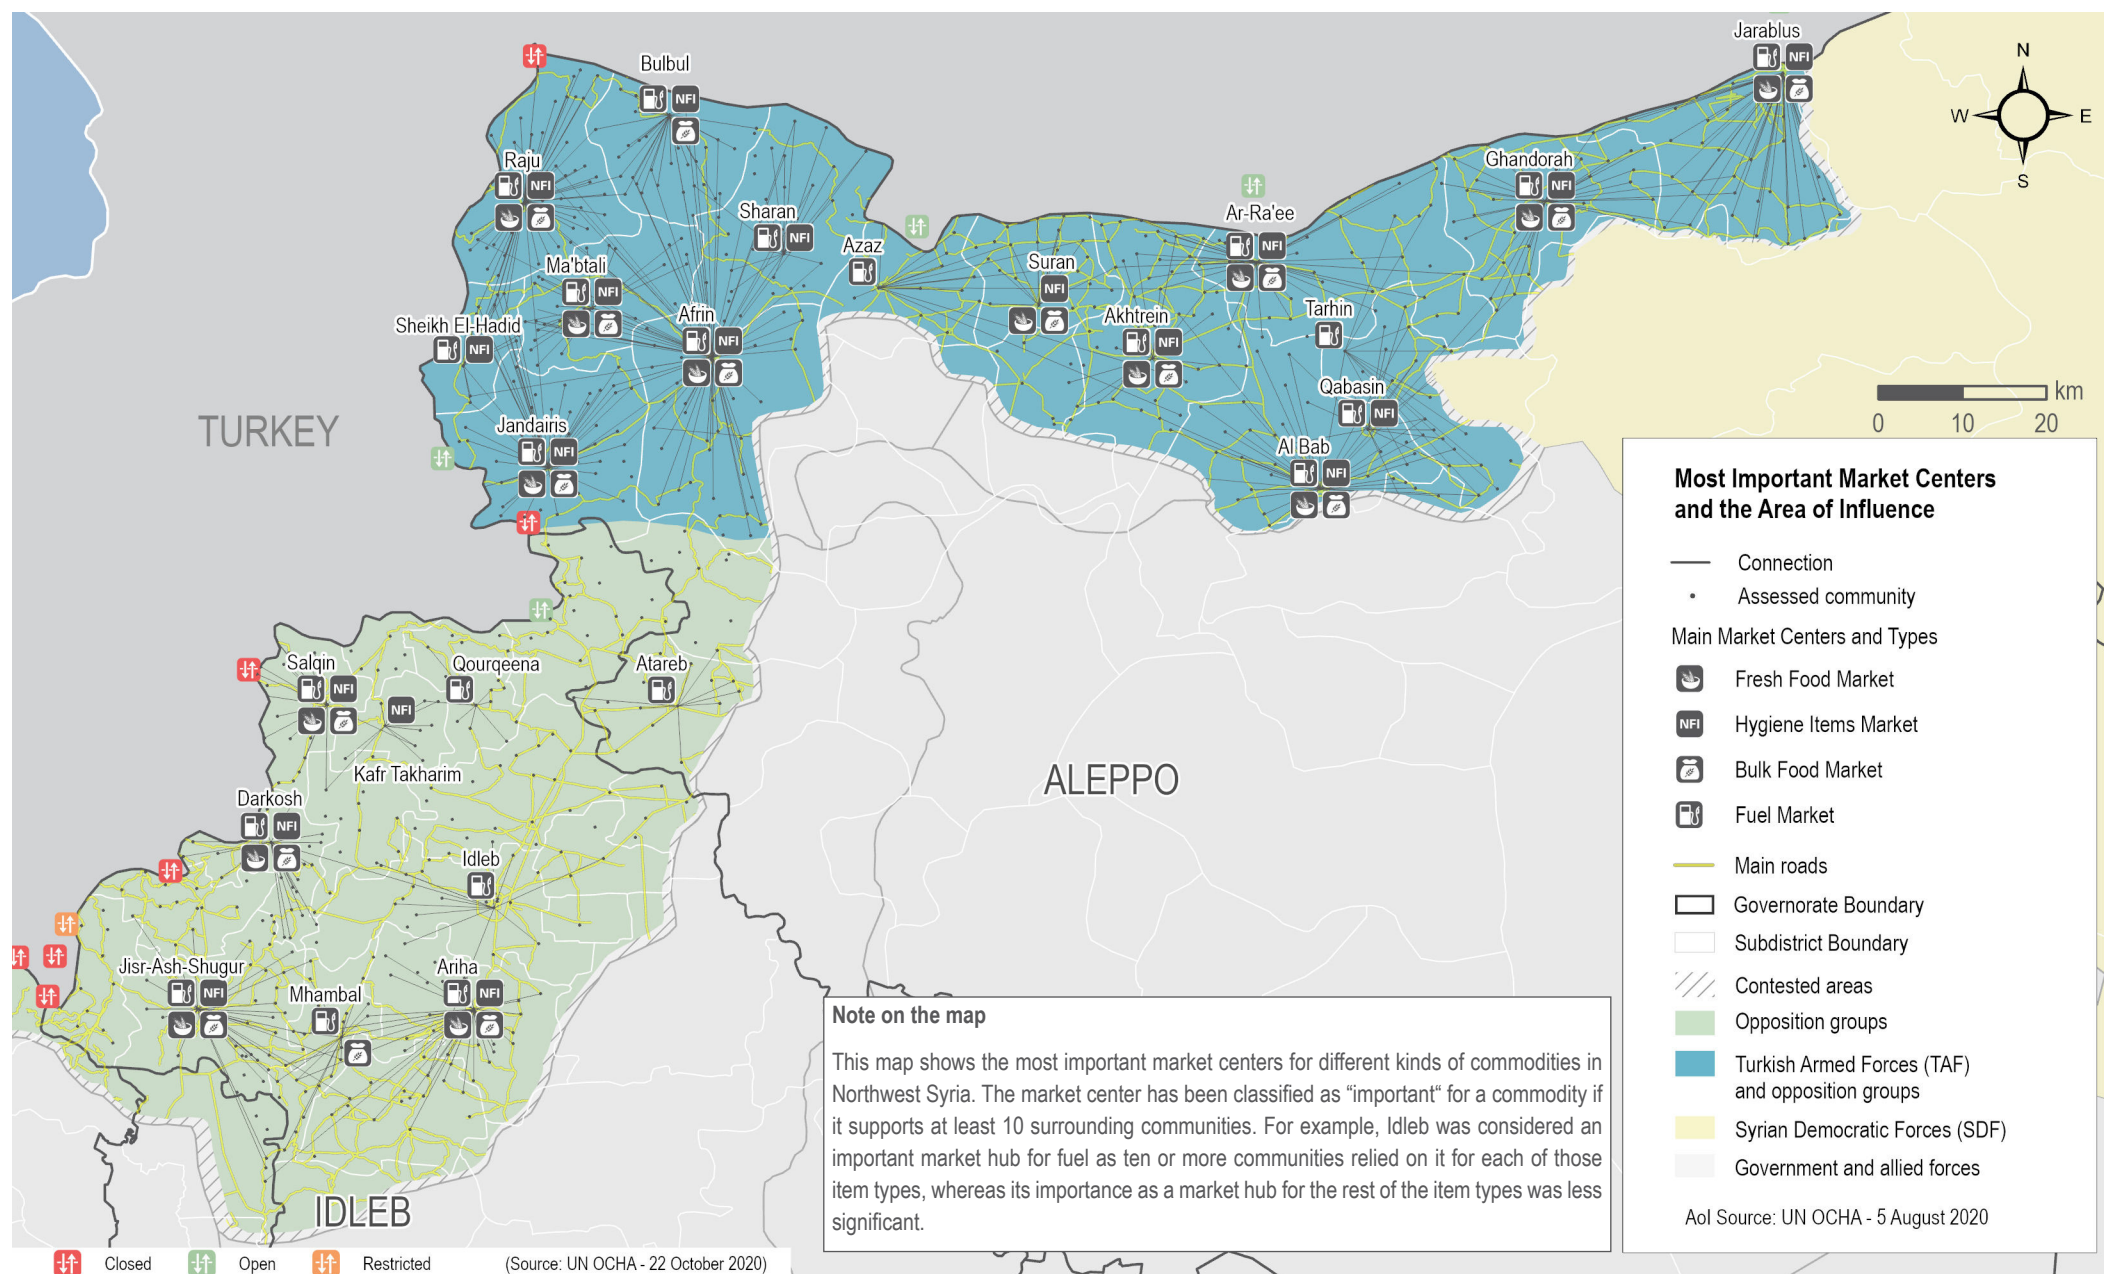 Jarablus
NFI
N
W
E
S
Bulbul
NFI
Raju
NFI
Ghandorah
NFI
Sharan
NFI
Azaz
Ar-Ra'ee
NFI
Ma'btali
NFI
Suran
NFI
Afrin
NFI
Akhtrein
NFI
Tarhin
Sheikh El-Hadid
NFI
Qabasin
NFI
km
0 10 20
TURKEY
Jandairis
NFI
Al Bab
NFI
Salqin
NFI
Qourqeena
Atareb
NFI
Kafr Takharim
ALEPPO
Darkosh
NFI
Idleb
Jisr-Ash-Shugur
NFI
Mhambal
Ariha
NFI
IDLEB
Most Important Market Centers
and the Area of Influence
Connection
Assessed community
Main Market Centers and Types
Fresh Food Market
NFI Hygiene Items Market
Bulk Food Market
Fuel Market
Main roads
Governorate Boundary
Subdistrict Boundary
Contested areas
Opposition groups
Turkish Armed Forces (TAF)
and opposition groups
Syrian Democratic Forces (SDF)
Government and allied forces
AoI Source: UN OCHA - 5 August 2020
Note on the map
This map shows the most important market centers for different kinds of commodities in
Northwest Syria. The market center has been classified as “important“ for a commodity if
it supports at least 10 surrounding communities. For example, Idleb was considered an
important market hub for fuel as ten or more communities relied on it for each of those
item types, whereas its importance as a market hub for the rest of the item types was less
significant.
Closed Open Restricted (Source: UN OCHA - 22 October 2020)